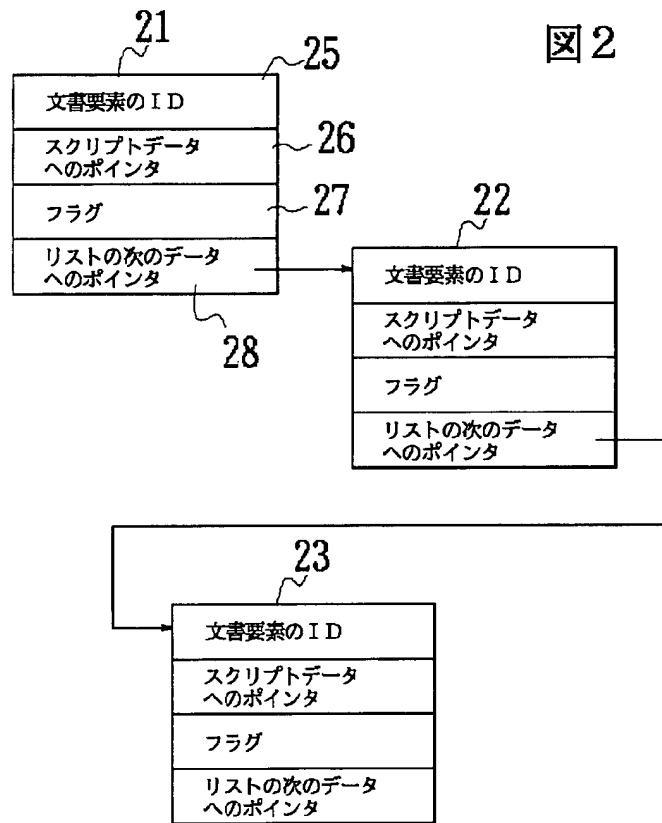 図2
21
25
文書要素のID
26
スクリプトデータ
へのポインタ
27
フラグ
リストの次のデータ
へのポインタ
28
22
文書要素のID
スクリプトデータ
へのポインタ
フラグ
リストの次のデータ
へのポインタ
23
文書要素のID
スクリプトデータ
へのポインタ
フラグ
リストの次のデータ
へのポインタ